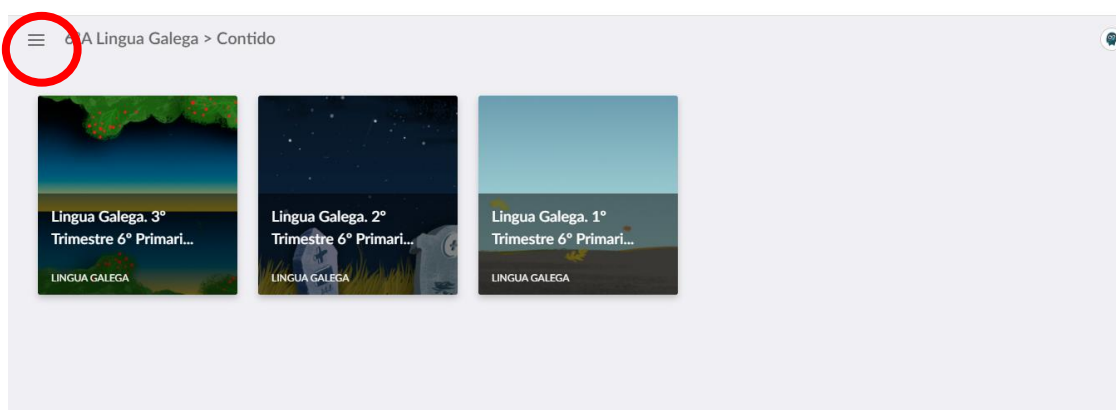 6ºA Lingua Galega > Contido
Lingua Galega. 3º
Trimestre 6º Primari...
LINGUA GALEGA
Lingua Galega. 2º
Trimestre 6º Primari...
LINGUA GALEGA
Lingua Galega. 1º
Trimestre 6º Primari...
LINGUA GALEGA